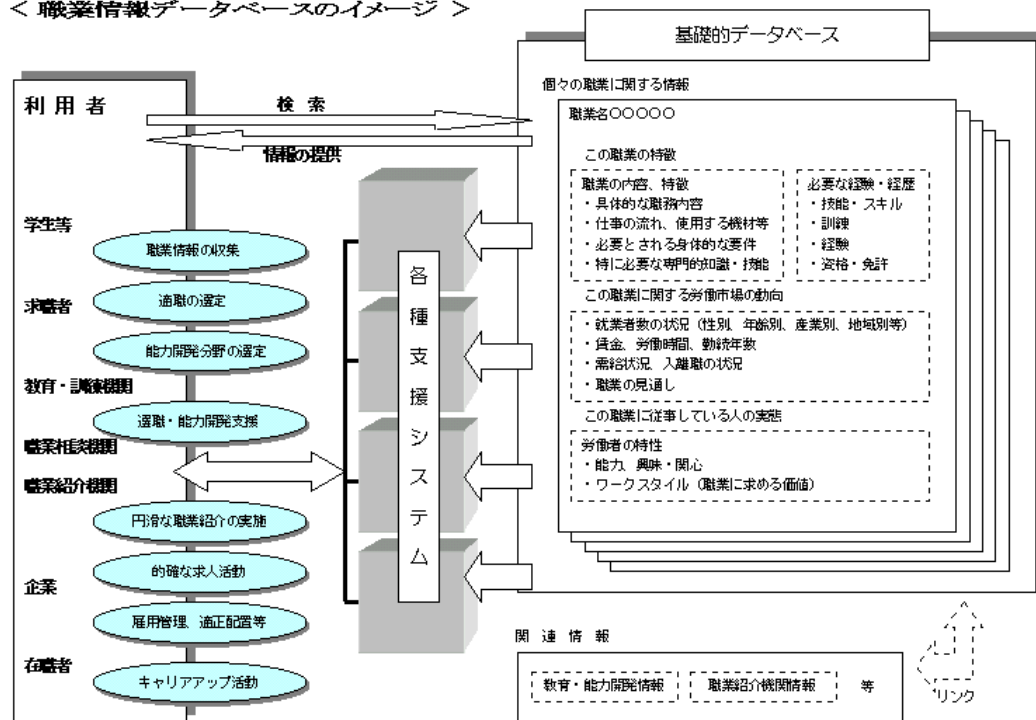 ＜ 職業情報データベースのイメージ ＞
利 用 者
検 索
情報の提供
学生等
職業情報の収集
求職者
適職の選定
能力開発分野の選定
教育・訓練機関
選職・能力開発支援
職業相談機関
職業紹介機関
円滑な職業紹介の実施
企業
的確な求人活動
雇用管理、適正配置等
在職者
キャリアアップ活動
各種支援システム
基礎的データベース
個々の職業に関する情報
職業名〇〇〇〇〇
この職業の特徴
職業の内容、特徴
・具体的な職務内容
・仕事の流れ、使用する機材等
・必要とされる身体的な要件
・特に必要な専門的知識・技能
必要な経験・経歴
・技能・スキル
・訓練
・経験
・資格・免許
この職業に関する労働市場の動向
・就業者数の状況（性別、年齢別、産業別、地域別等）
・賃金、労働時間、勤続年数
・需給状況、入離職の状況
・職業の見通し
この職業に従事している人の実態
労働者の特性
・能力、興味・関心
・ワークスタイル（職業に求める価値）
関 連 情 報
教育・能力開発情報
職業紹介機関情報
等
リンク